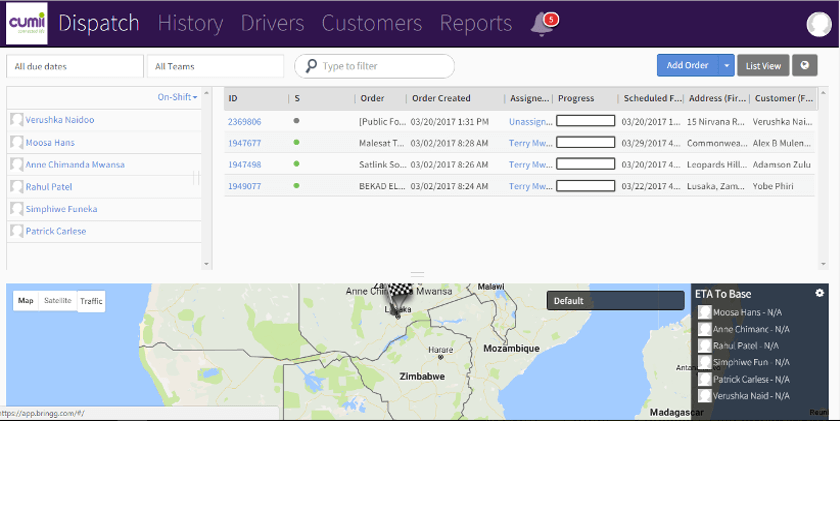 cumii
Dispatch History Drivers Customers Reports 5
All due dates All Teams Type to filter Add Order List View
On-Shift
Verushka Naidoo
Moosa Hans
Anne Chimanda Mwansa
Rahul Patel
Simphiwe Funeka
Patrick Carlese
ID S Order Order Created Assigne... Progress Scheduled F... Address (Fir... Customer (F...
2369806 [Public Fo... 03/20/2017 1:31 PM Unassign... 03/20/2017 1... 15 Nirvana R... Verushka Nai...
1947677 Malesat T... 03/02/2017 8:28 AM Terry Mw... 03/29/2017 4... Commonwea... Alex B Mulen...
1947498 Satlink So... 03/02/2017 8:26 AM Terry Mw... 03/20/2017 4... Leopards Hill... Adamson Zulu
1949077 BEKAD EL... 03/02/2017 8:24 AM Terry Mw... 03/22/2017 4... Lusaka, Zam... Yobe Phiri
Map Satellite Traffic
Malawi
Mwansa
Harare
Mozambique
Zimbabwe
Madagascar
Default
ETA To Base
Moosa Hans - N/A
Anne Chimanc - N/A
Rahul Patel - N/A
Simphiwe Fun - N/A
Patrick Carlese - N/A
Verushka Naid - N/A
https://app.bringg.com/#/